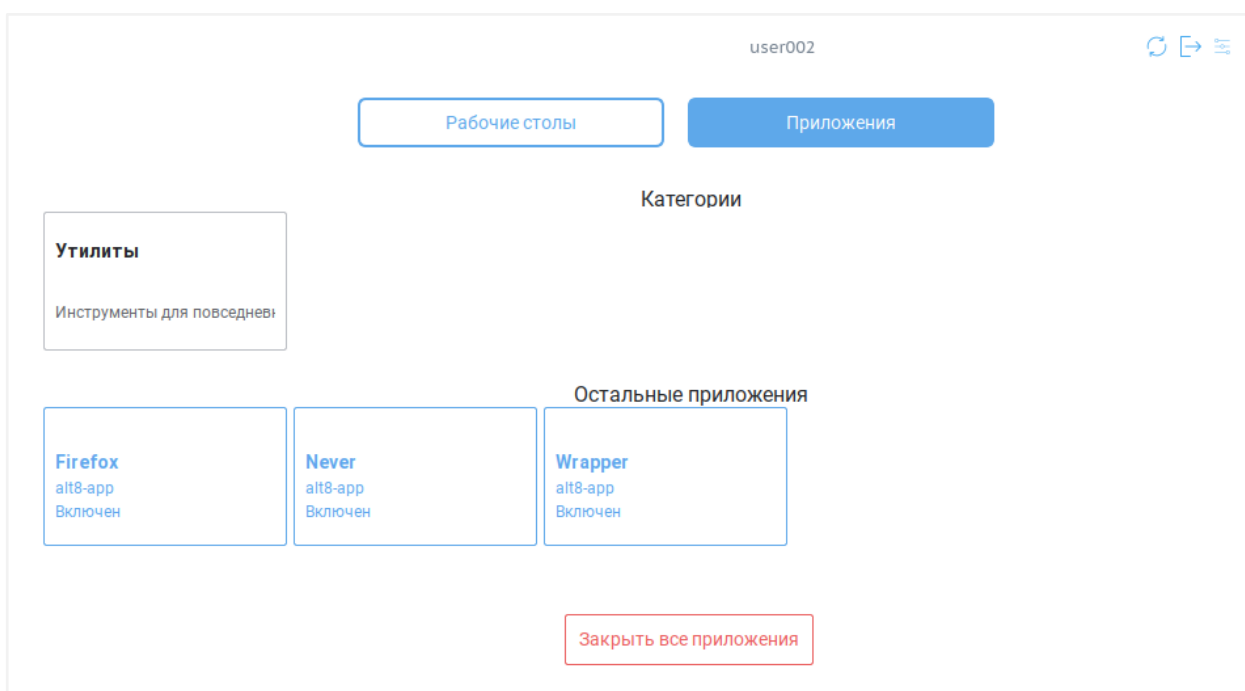 user002
Рабочие столы
Приложения
Категории
Утилиты
Инструменты для повседнев
Остальные приложения
Firefox
alt8-app
Включен
Never
alt8-app
Включен
Wrapper
alt8-app
Включен
Закрыть все приложения